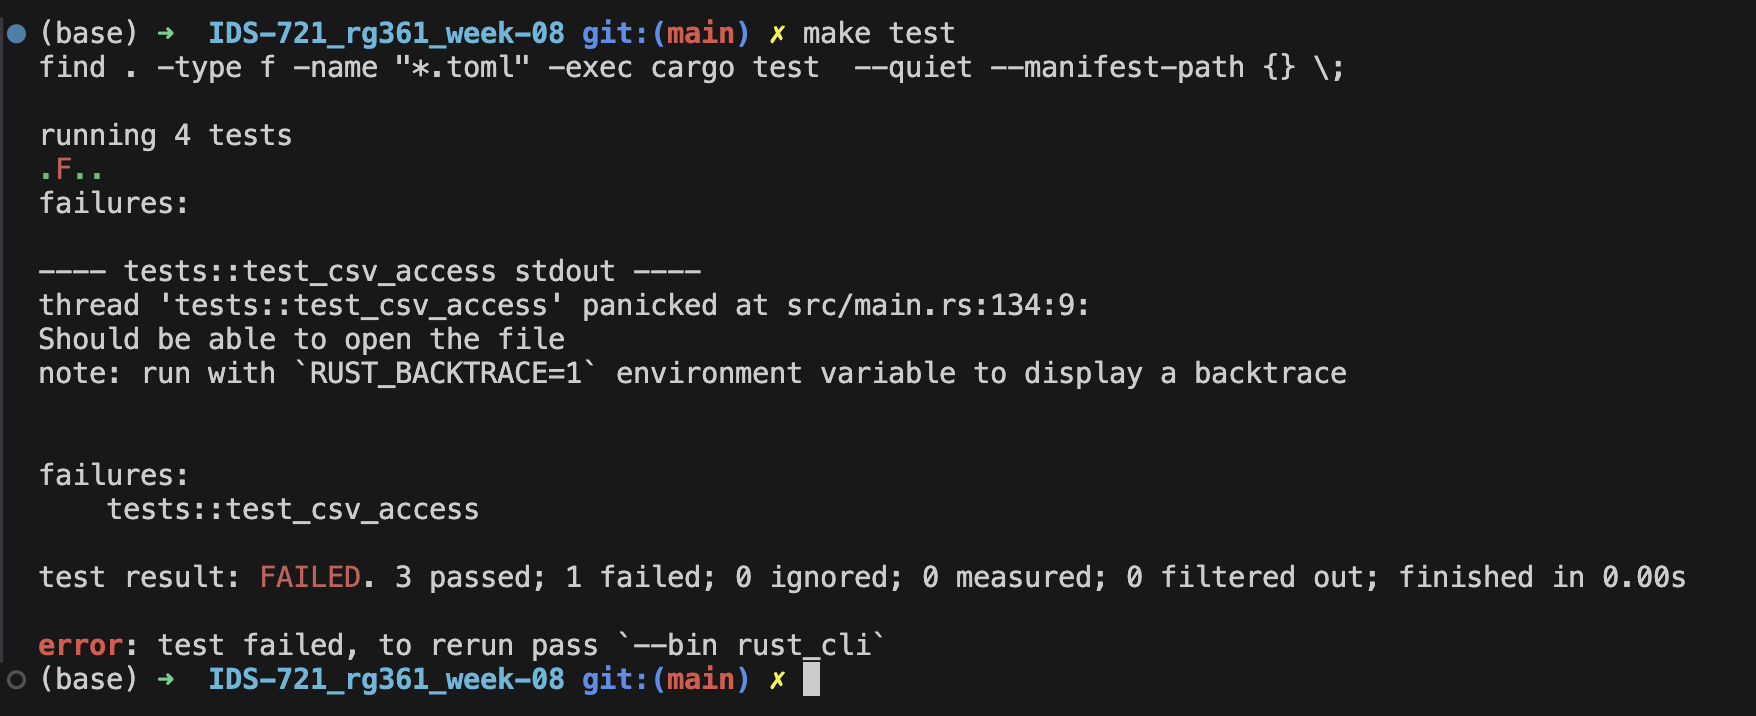 (base) ➜  IDS-721_rg361_week-08 git:(main) ✗ make test
find . -type f -name "*.toml" -exec cargo test  --quiet --manifest-path {} \;
running 4 tests
.F..
failures:
---- tests::test_csv_access stdout ----
thread 'tests::test_csv_access' panicked at src/main.rs:134:9:
Should be able to open the file
note: run with `RUST_BACKTRACE=1` environment variable to display a backtrace
failures:
    tests::test_csv_access
test result: FAILED. 3 passed; 1 failed; 0 ignored; 0 measured; 0 filtered out; finished in 0.00s
error: test failed, to rerun pass `--bin rust_cli`
(base) ➜  IDS-721_rg361_week-08 git:(main) ✗